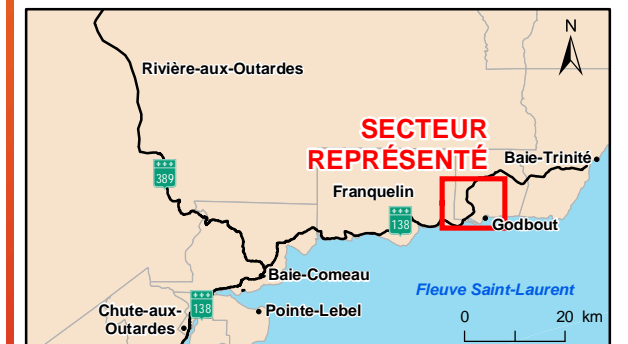 N
Rivière-aux-Outardes
SECTEUR
REPRÉSENTÉ
Baie-Trinité
389
Franquelin
138
Godbout
Baie-Comeau
Fleuve Saint-Laurent
138
Chute-aux-
Outardes
Pointe-Lebel
0 20 km